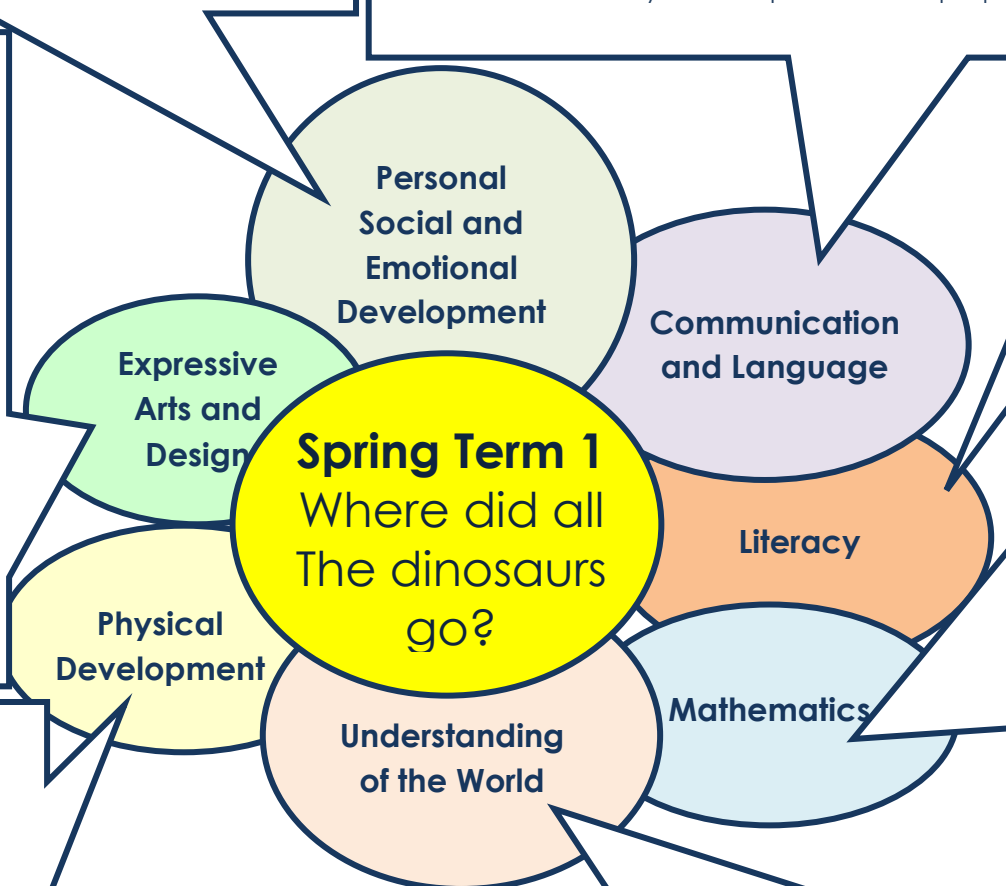 Personal
Social and
Emotional
Development
Communication
and Language
Expressive
Arts and
Design
Spring Term 1
Where did all
The dinosaurs
go?
Literacy
Physical
Development
Mathematics
Understanding
of the World